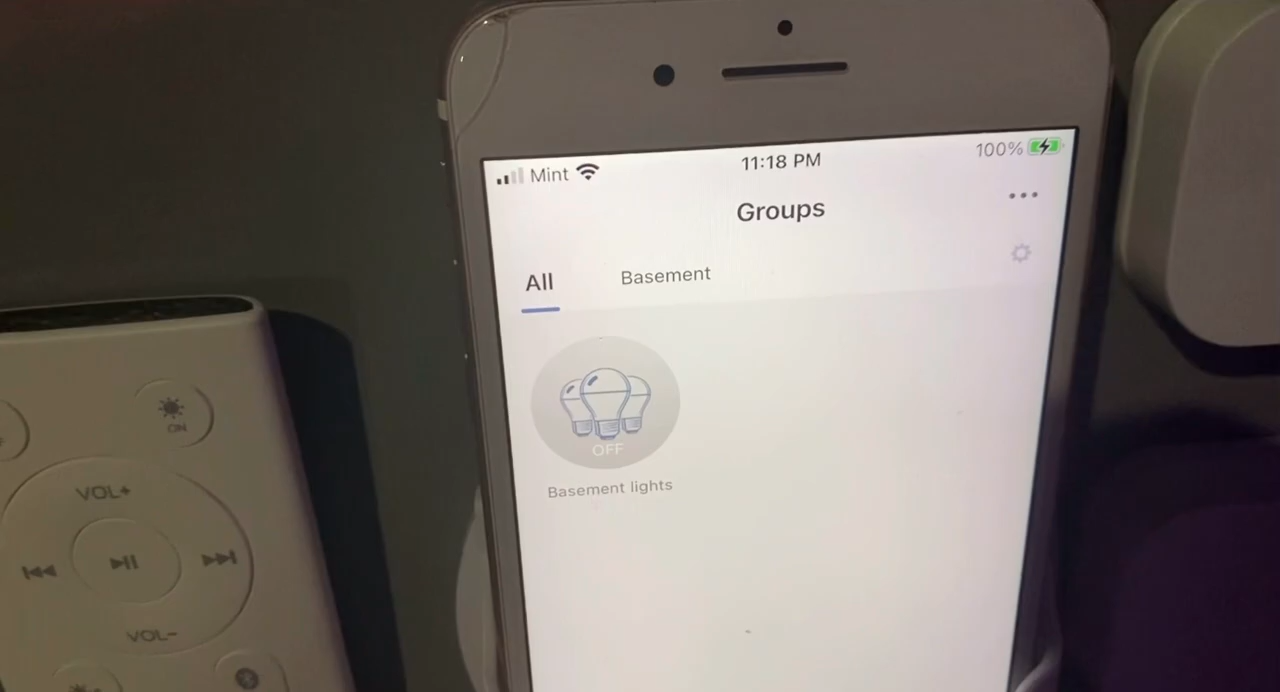 Mint
11:18 PM
100%
Groups
All
Basement
OFF
Basement lights
ON
VOL+
VOL-